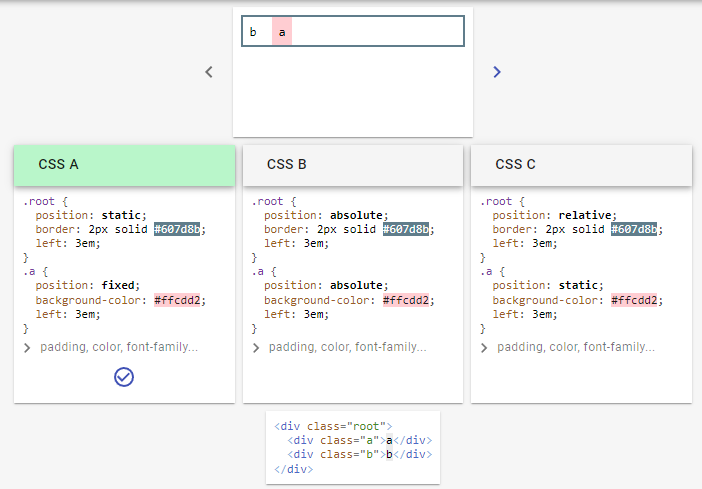 b a
CSS A
.root {
position: static;
border: 2px solid #607d8b;
left: 3em;
}
.a {
position: fixed;
background-color: #ffcdd2;
left: 3em;
}
padding, color, font-family...
CSS B
.root {
position: absolute;
border: 2px solid #607d8b;
left: 3em;
}
.a {
position: absolute;
background-color: #ffcdd2;
left: 3em;
}
padding, color, font-family...
CSS C
.root {
position: relative;
border: 2px solid #607d8b;
left: 3em;
}
.a {
position: static;
background-color: #ffcdd2;
left: 3em;
}
padding, color, font-family...
<div class="root">
<div class="a">a</div>
<div class="b">b</div>
</div>